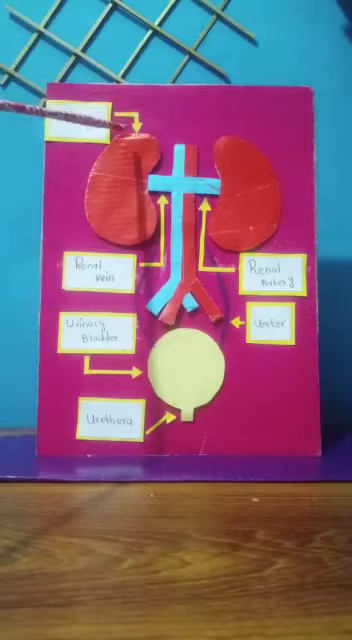 Renal
vein
Renal
Artery
Urinary
Bladder
Ureter
Urethera